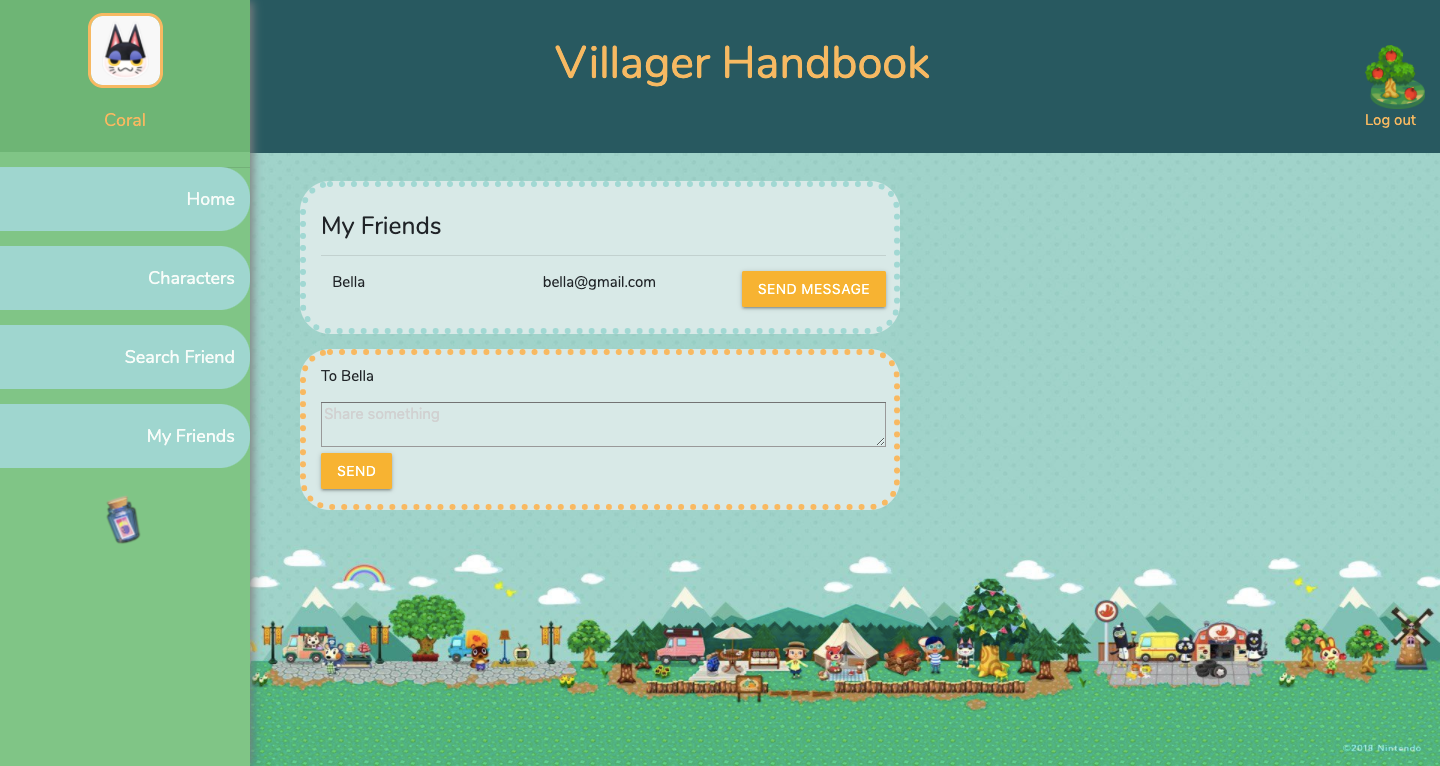 Villager Handbook
Coral
Log out
Home
Characters
Search Friend
My Friends
My Friends
Bella bella@gmail.com SEND MESSAGE
To Bella
Share something
SEND
©2018 Nintendo